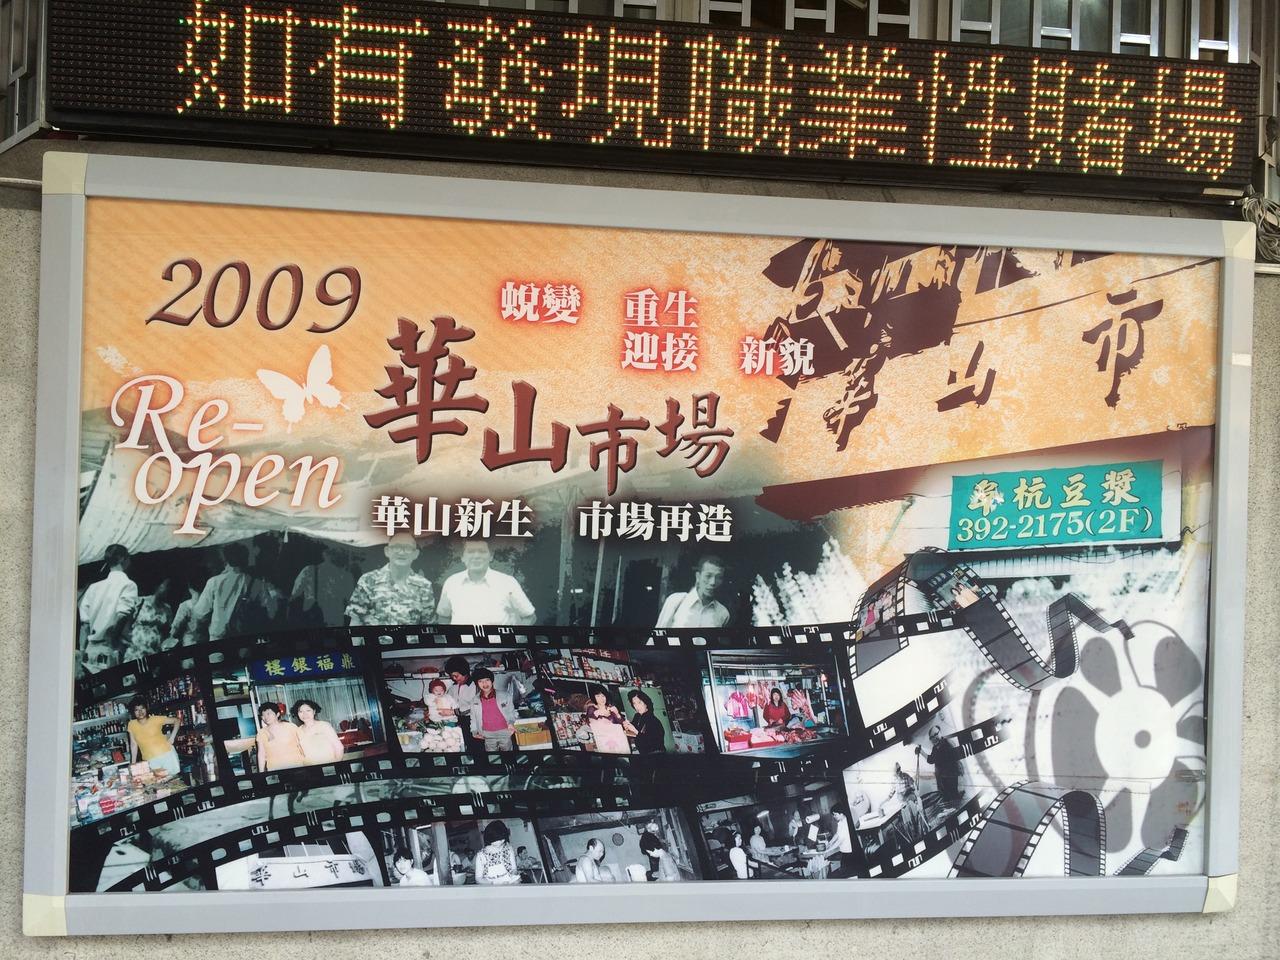 如有發現職業性賭場
2009
蛻變 重生
迎接 新貌
Re-
open
華山市場
華山新生 市場再造
華山市
阜杭豆漿
392-2175(2F)
樓銀福鼎
華山市場